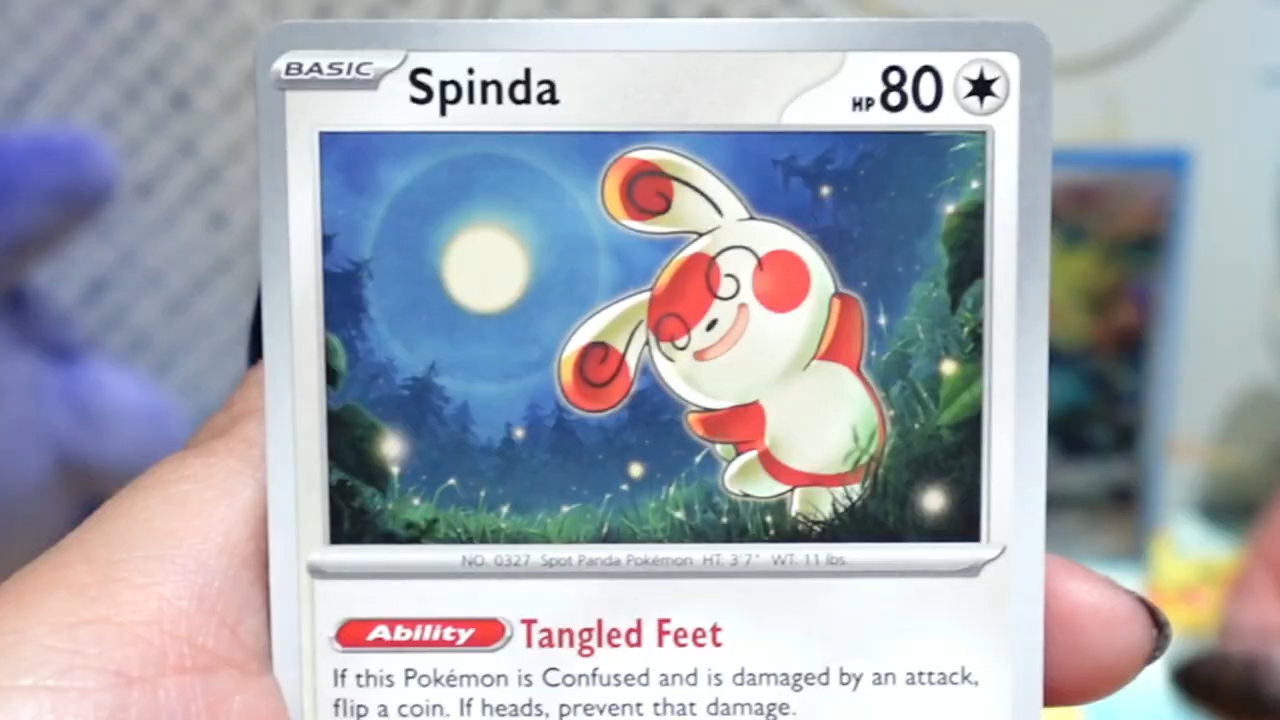 BASIC Spinda HP 80
NO. 0327 Spot Panda Pokémon HT: 3'7" WT: 11 lbs.
Ability Tangled Feet
If this Pokémon is Confused and is damaged by an attack,
flip a coin. If heads, prevent that damage.